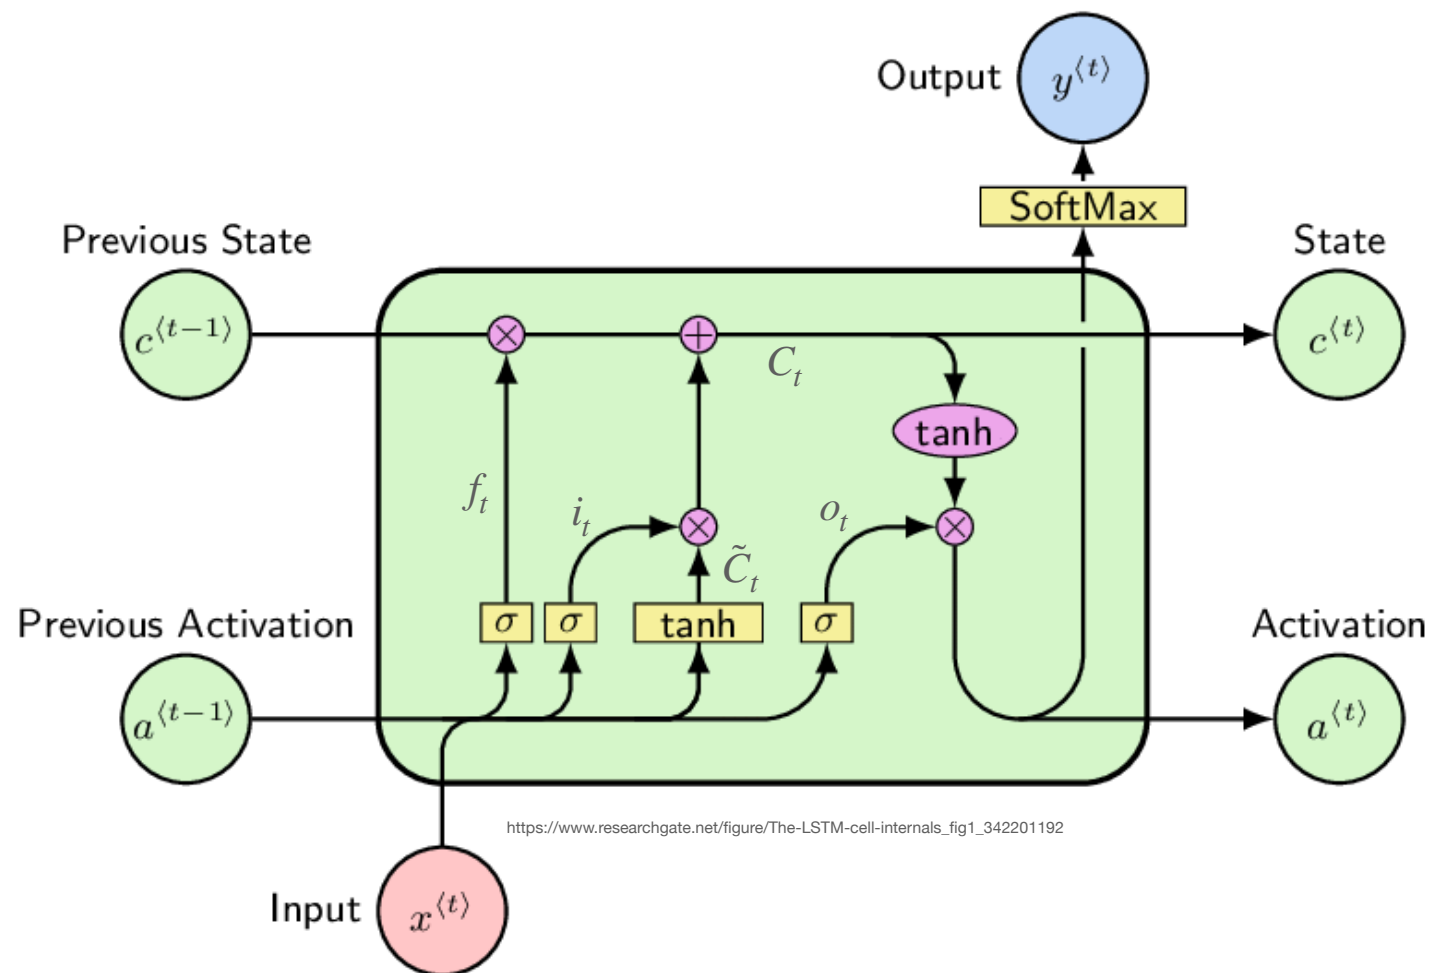 Output
y⟨t⟩
SoftMax
Previous State
State
c⟨t−1⟩
×
+
c⟨t⟩
C_t
tanh
f_t
i_t
×
o_t
×
C̃_t
Previous Activation
σ
σ
tanh
σ
Activation
a⟨t−1⟩
a⟨t⟩
https://www.researchgate.net/figure/The-LSTM-cell-internals_fig1_342201192
Input
x⟨t⟩